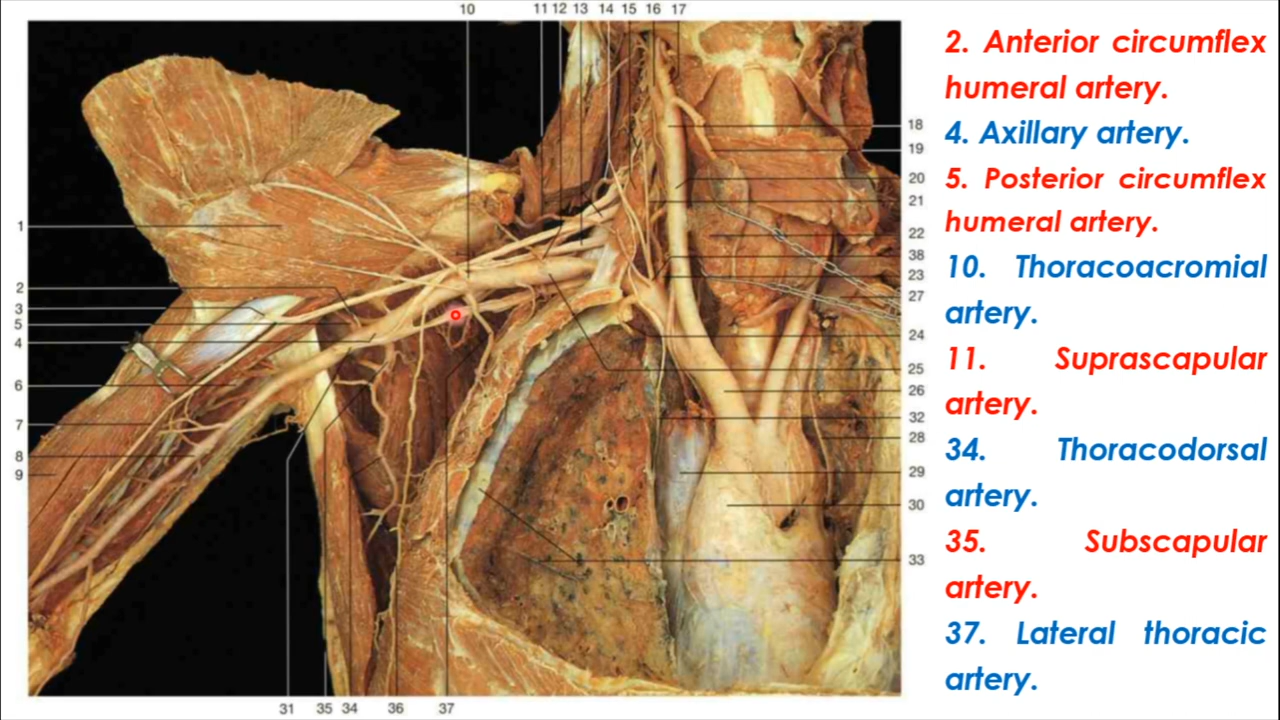 10 11 12 13 14 15 16 17
2. Anterior circumflex
humeral artery.
4. Axillary artery.
5. Posterior circumflex
humeral artery.
10. Thoracoacromial
artery.
11. Suprascapular
artery.
34. Thoracodorsal
artery.
35. Subscapular
artery.
37. Lateral thoracic
artery.
1
2
3
5
4
6
7
8
9
18
19
20
21
22
38
23
27
24
25
26
32
28
29
30
33
31 35 34 36 37